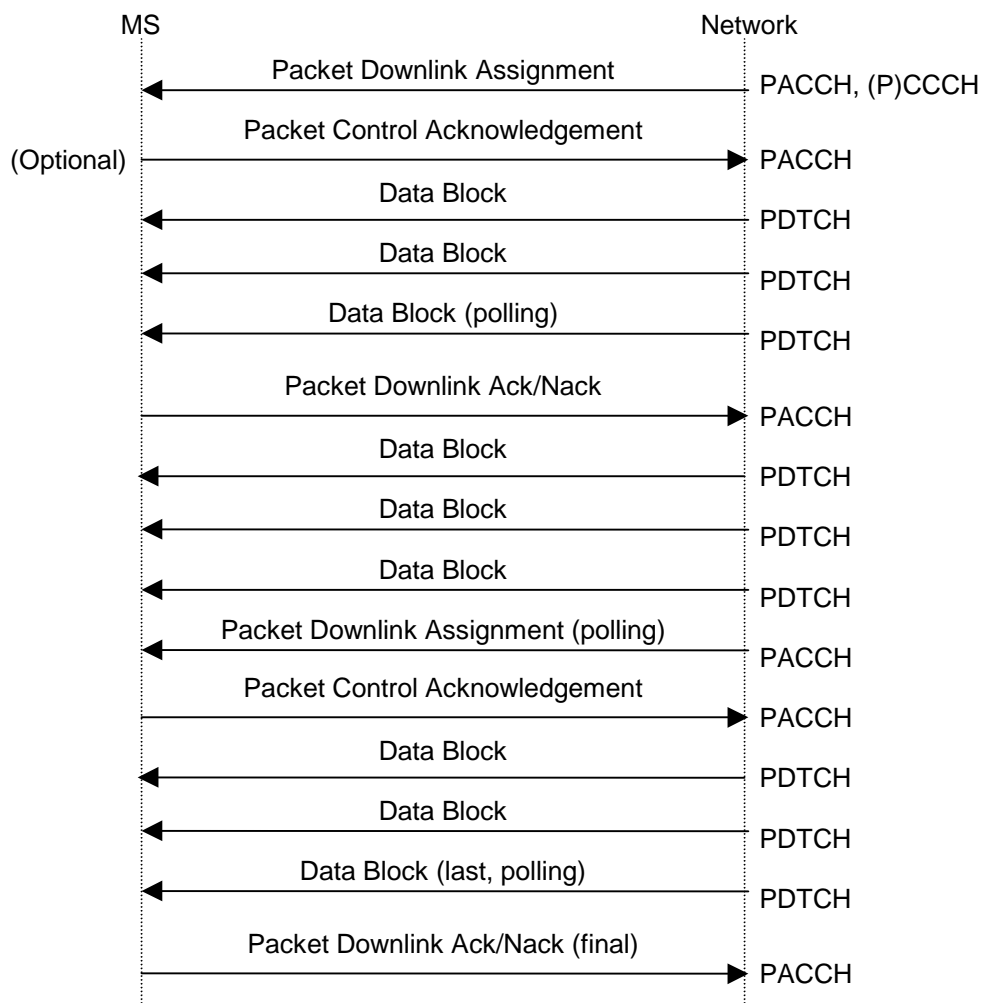 MS
Network
Packet Downlink Assignment
PACCH, (P)CCCH
Packet Control Acknowledgement
(Optional)
PACCH
Data Block
PDTCH
Data Block
PDTCH
Data Block (polling)
PDTCH
Packet Downlink Ack/Nack
PACCH
Data Block
PDTCH
Data Block
PDTCH
Data Block
PDTCH
Packet Downlink Assignment (polling)
PACCH
Packet Control Acknowledgement
PACCH
Data Block
PDTCH
Data Block
PDTCH
Data Block (last, polling)
PDTCH
Packet Downlink Ack/Nack (final)
PACCH